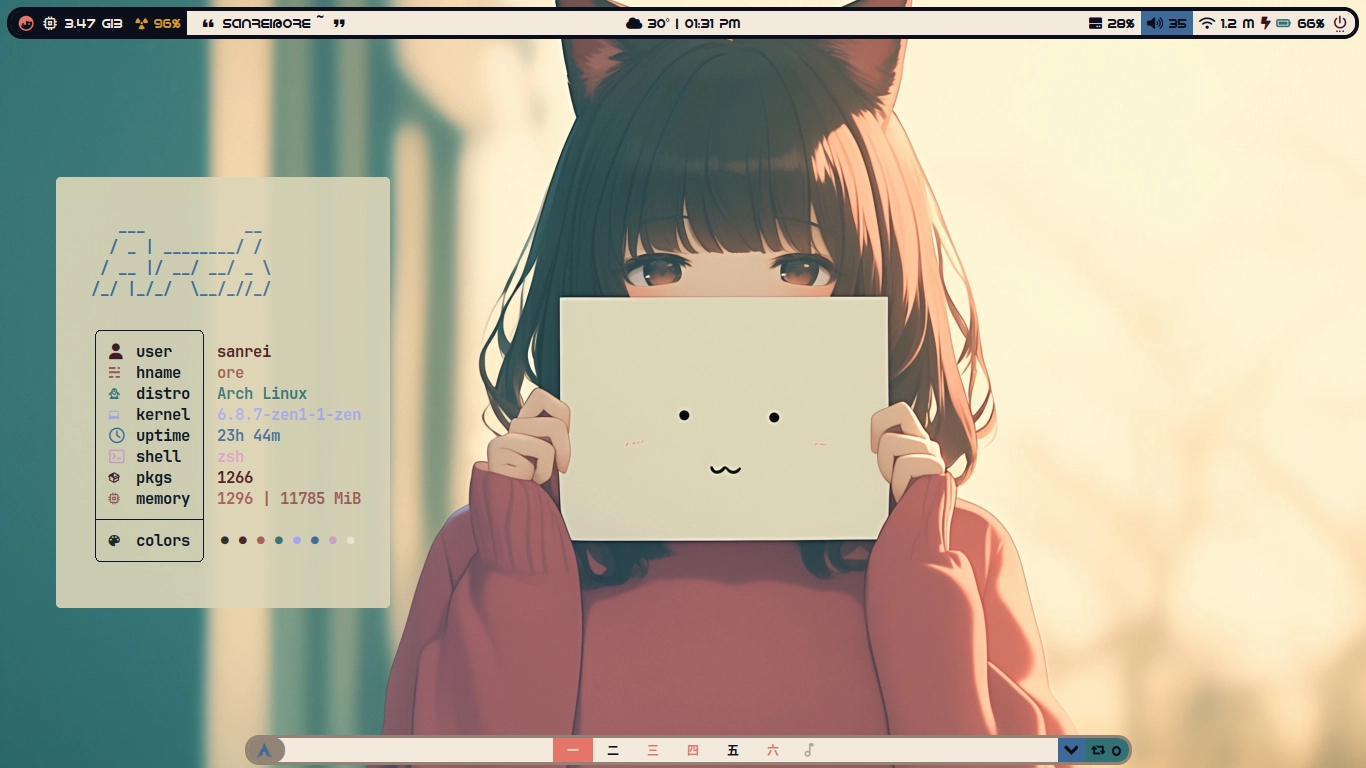 3.47 GiB 96% ❝ SANREI@ORE ~ ❞ 30° | 01:31 PM 28% 35 1.2 M 66%
   ___           __
  / _ | ________/ /
 / __ |/ __/ __/ _ \
/_/ |_/_/  \__/_//_/
user sanrei
hname ore
distro Arch Linux
kernel 6.8.7-zen1-1-zen
uptime 23h 44m
shell zsh
pkgs 1266
memory 1296 | 11785 MiB
colors
一 二 三 四 五 六 0